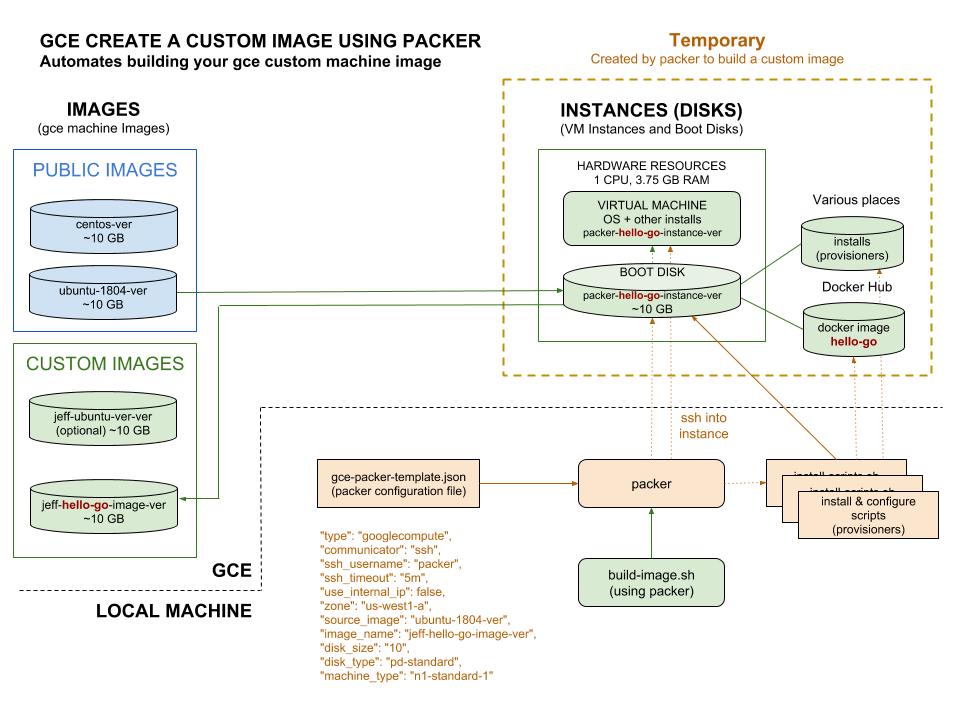 GCE CREATE A CUSTOM IMAGE USING PACKER
Automates building your gce custom machine image
Temporary
Created by packer to build a custom image
IMAGES
(gce machine Images)
PUBLIC IMAGES
centos-ver
~10 GB
ubuntu-1804-ver
~10 GB
CUSTOM IMAGES
jeff-ubuntu-ver-ver
(optional) ~10 GB
jeff-hello-go-image-ver
~10 GB
GCE
LOCAL MACHINE
INSTANCES (DISKS)
(VM Instances and Boot Disks)
HARDWARE RESOURCES
1 CPU, 3.75 GB RAM
VIRTUAL MACHINE
OS + other installs
packer-hello-go-instance-ver
BOOT DISK
packer-hello-go-instance-ver
~10 GB
Various places
installs
(provisioners)
Docker Hub
docker image
hello-go
ssh into
instance
gce-packer-template.json
(packer configuration file)
packer
install scripts.sh
install scripts.sh
install & configure
scripts
(provisioners)
build-image.sh
(using packer)
"type": "googlecompute",
"communicator": "ssh",
"ssh_username": "packer",
"ssh_timeout": "5m",
"use_internal_ip": false,
"zone": "us-west1-a",
"source_image": "ubuntu-1804-ver",
"image_name": "jeff-hello-go-image-ver",
"disk_size": "10",
"disk_type": "pd-standard",
"machine_type": "n1-standard-1"